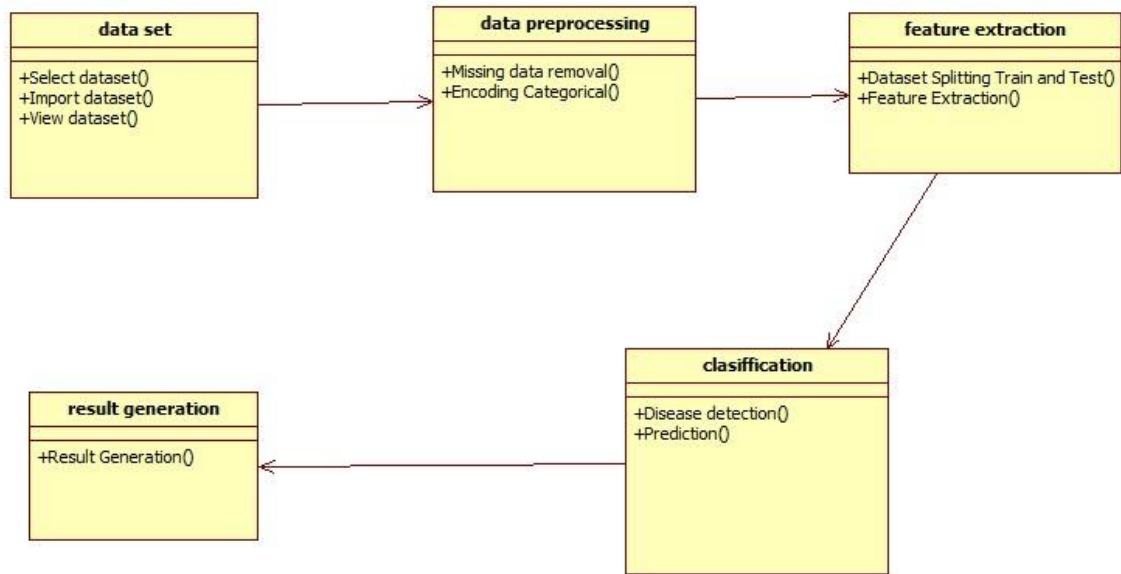 data set
+Select dataset()
+Import dataset()
+View dataset()
data preprocessing
+Missing data removal()
+Encoding Categorical()
feature extraction
+Dataset Splitting Train and Test()
+Feature Extraction()
clasiffication
+Disease detection()
+Prediction()
result generation
+Result Generation()